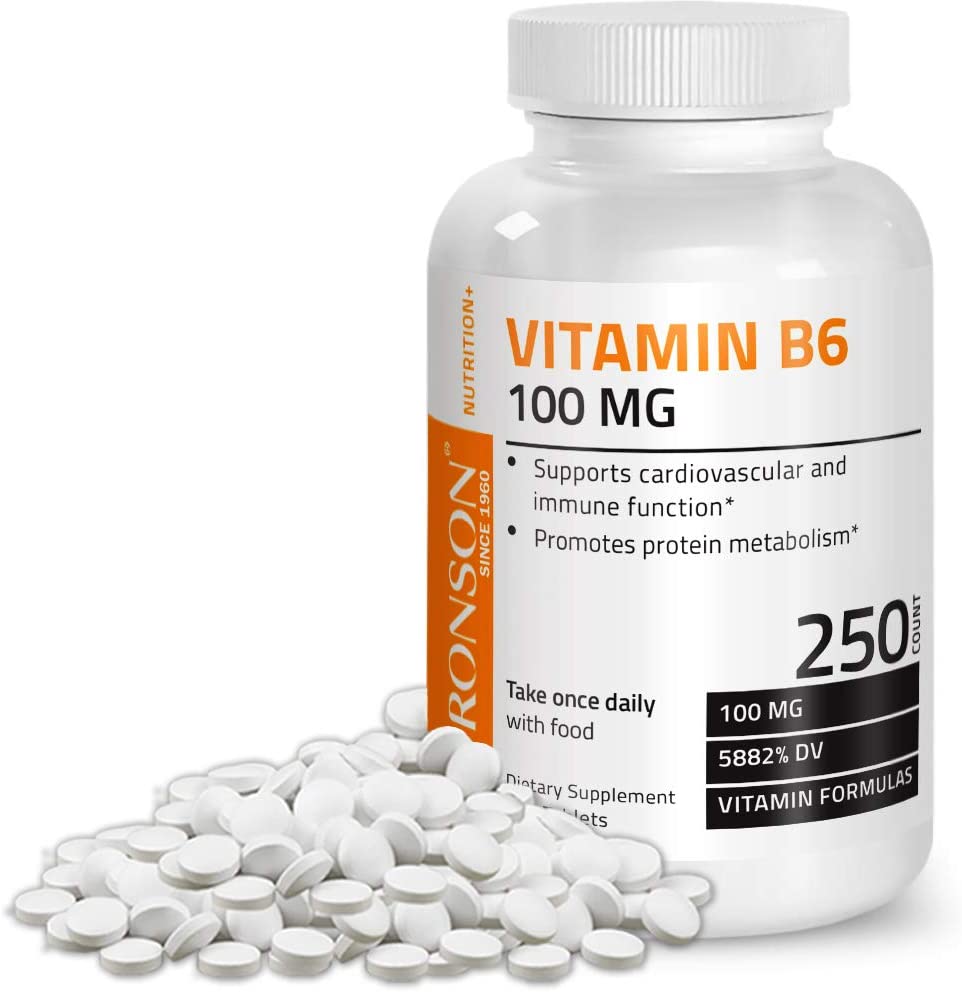 NUTRITION+
RONSON
SINCE 1960
VITAMIN B6
100 MG
• Supports cardiovascular and
immune function*
• Promotes protein metabolism*
250
COUNT
Take once daily
with food
100 MG
5882% DV
VITAMIN FORMULAS
Dietary Supplement